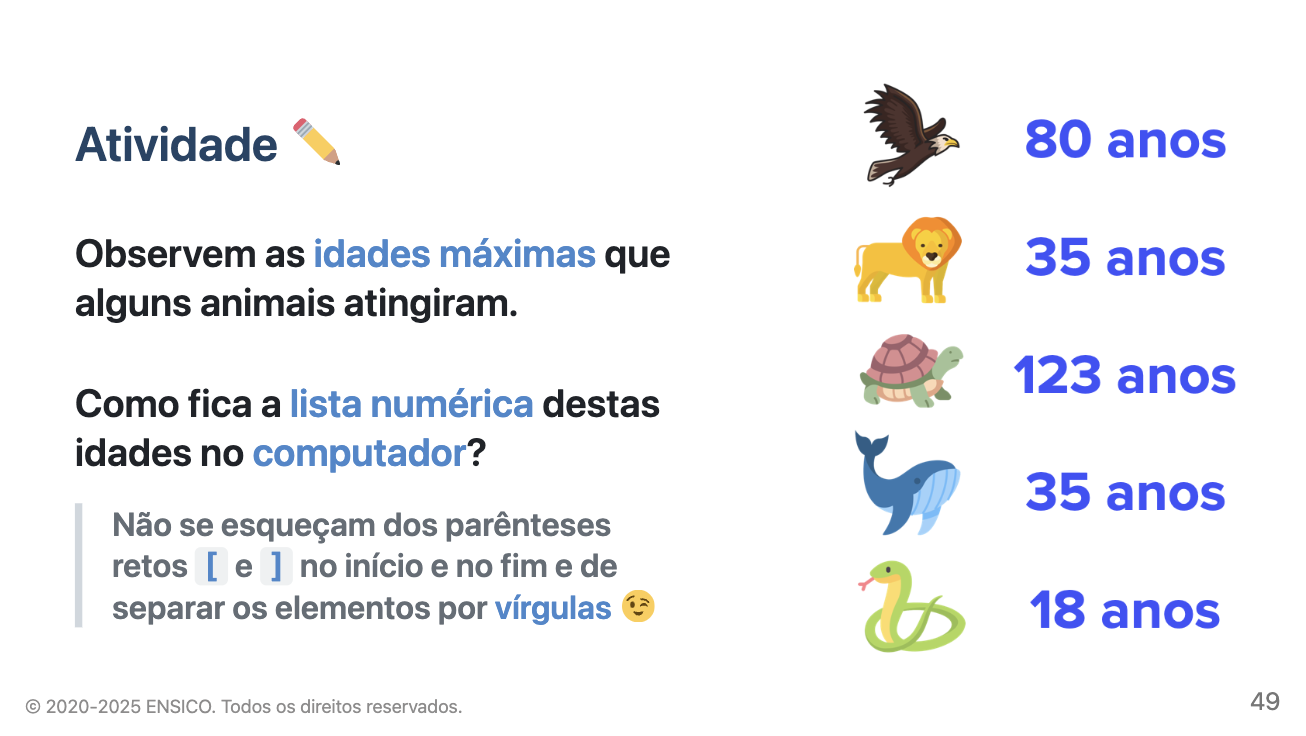 Atividade
Observem as idades máximas que
alguns animais atingiram.
Como fica a lista numérica destas
idades no computador?
Não se esqueçam dos parênteses
retos [ e ] no início e no fim e de
separar os elementos por vírgulas
80 anos
35 anos
123 anos
35 anos
18 anos
© 2020-2025 ENSICO. Todos os direitos reservados.
49